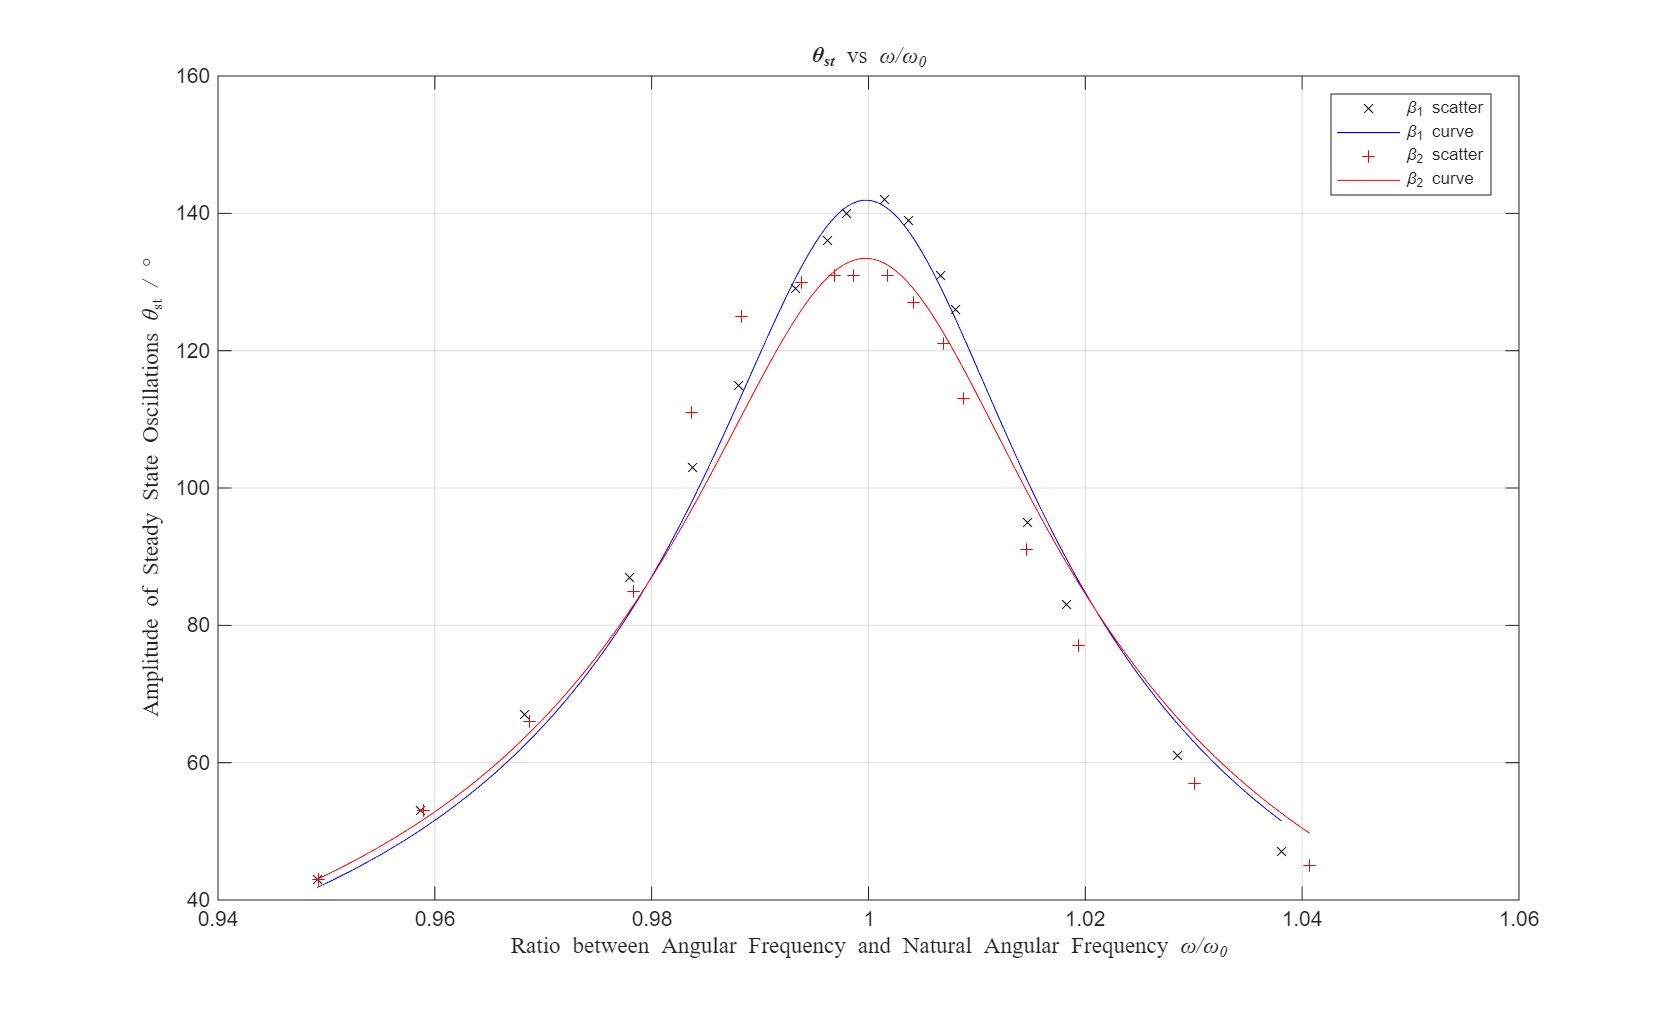 θst vs ω/ω0
160
140
120
100
80
60
40
0.94 0.96 0.98 1 1.02 1.04 1.06
Amplitude of Steady State Oscillations θst / °
Ratio between Angular Frequency and Natural Angular Frequency ω/ω0
β1 scatter
β1 curve
β2 scatter
β2 curve